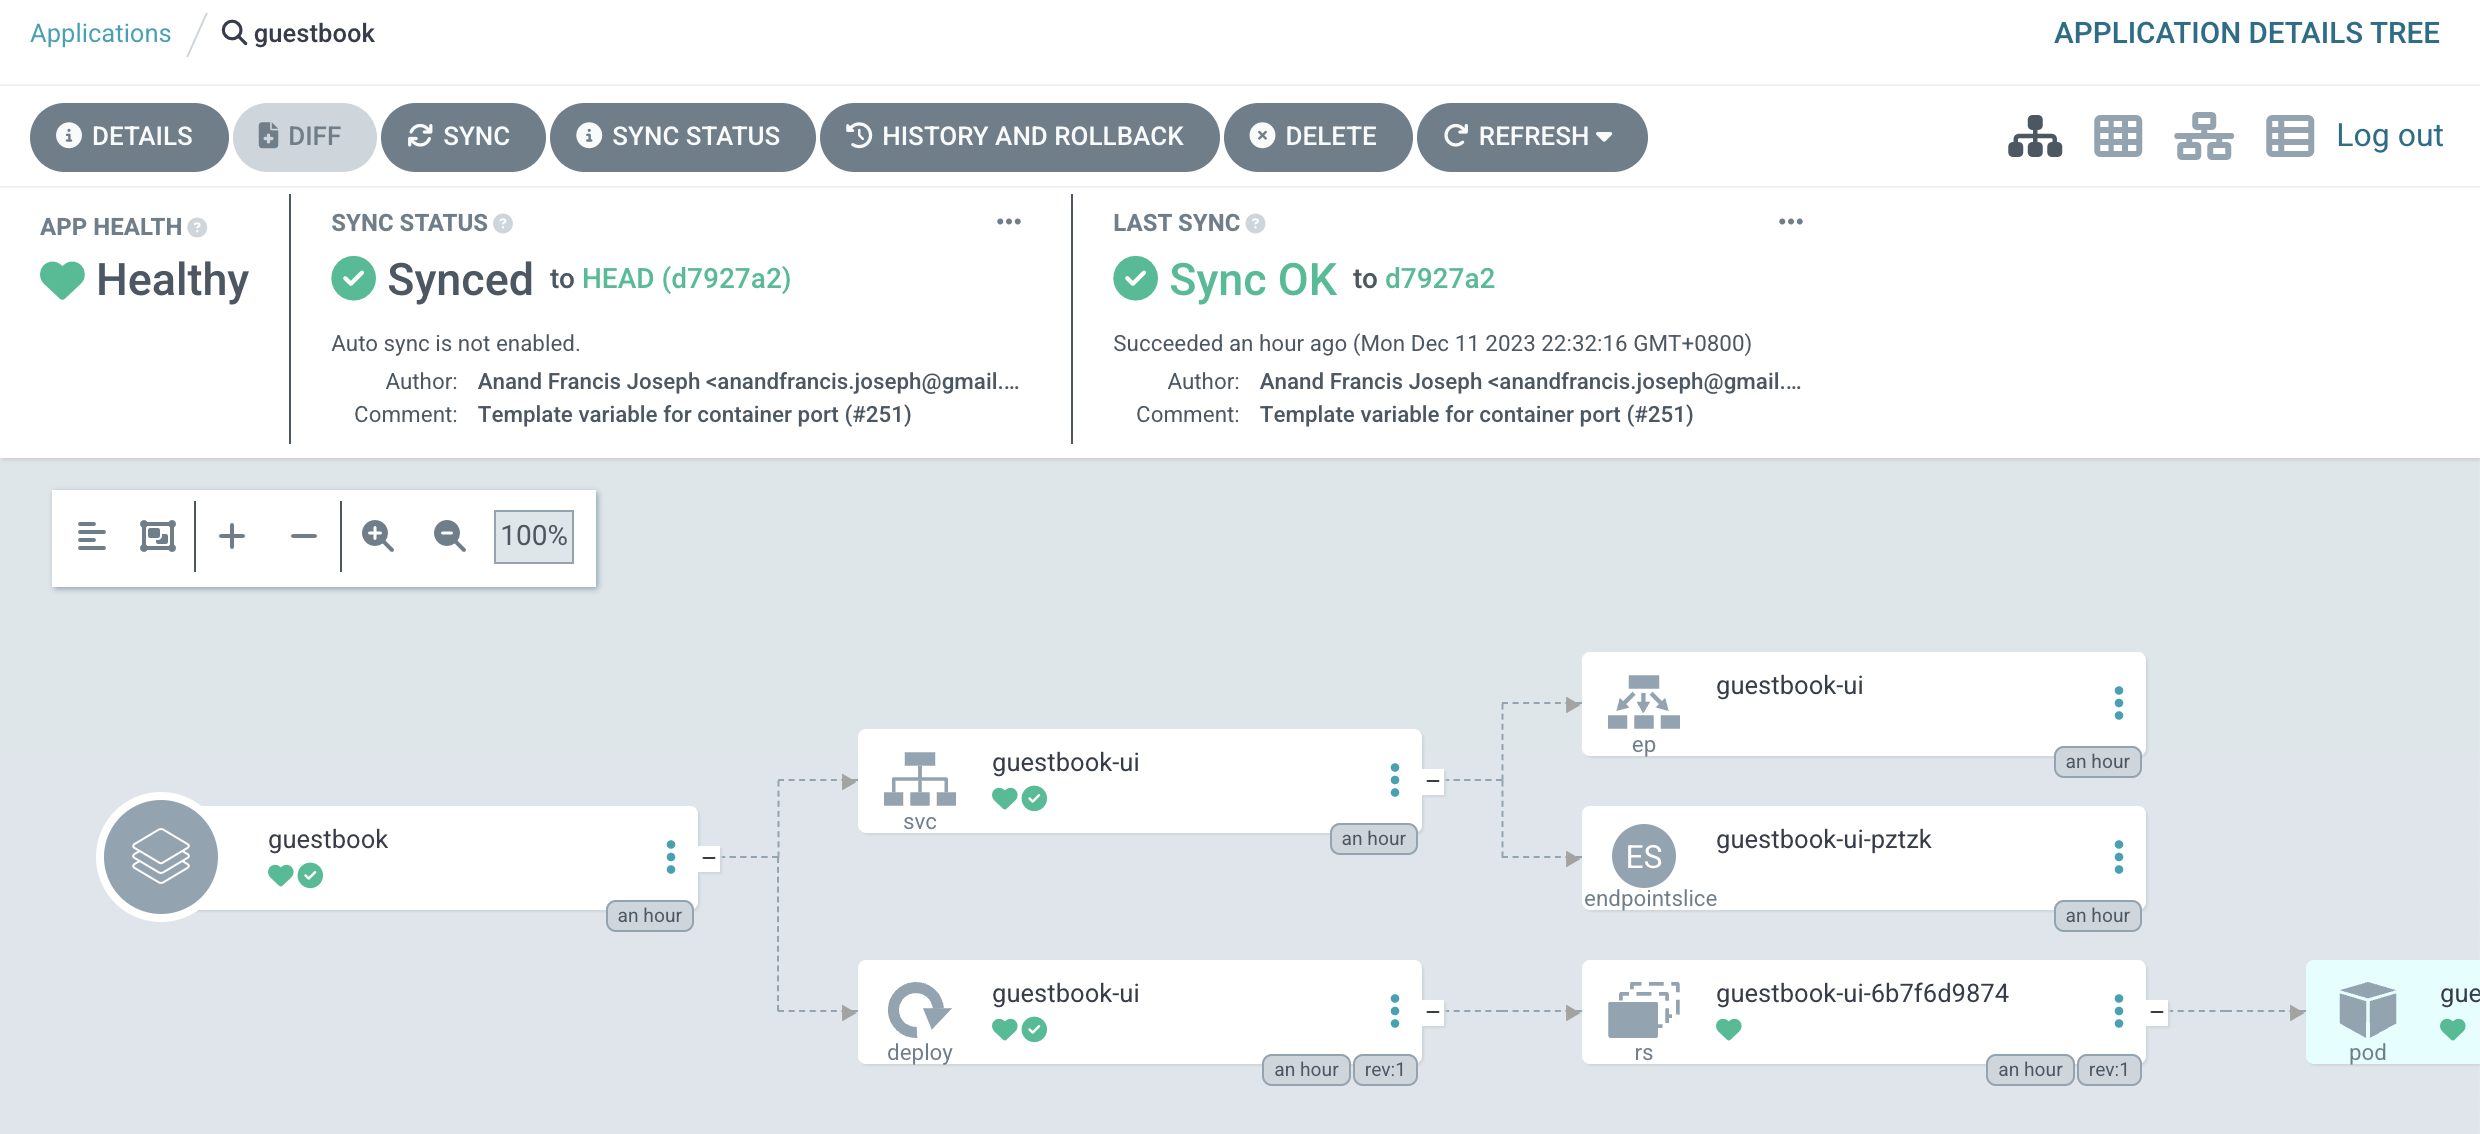 Applications
guestbook
APPLICATION DETAILS TREE
DETAILS
DIFF
SYNC
SYNC STATUS
HISTORY AND ROLLBACK
DELETE
REFRESH
Log out
APP HEALTH
Healthy
SYNC STATUS
Synced to HEAD (d7927a2)
Auto sync is not enabled.
Author: Anand Francis Joseph <anandfrancis.joseph@gmail....
Comment: Template variable for container port (#251)
LAST SYNC
Sync OK to d7927a2
Succeeded an hour ago (Mon Dec 11 2023 22:32:16 GMT+0800)
Author: Anand Francis Joseph <anandfrancis.joseph@gmail....
Comment: Template variable for container port (#251)
100%
guestbook
an hour
guestbook-ui
svc
an hour
guestbook-ui
deploy
an hour
rev:1
guestbook-ui
ep
an hour
ES
guestbook-ui-pztzk
endpointslice
an hour
guestbook-ui-6b7f6d9874
rs
an hour
rev:1
gue
pod